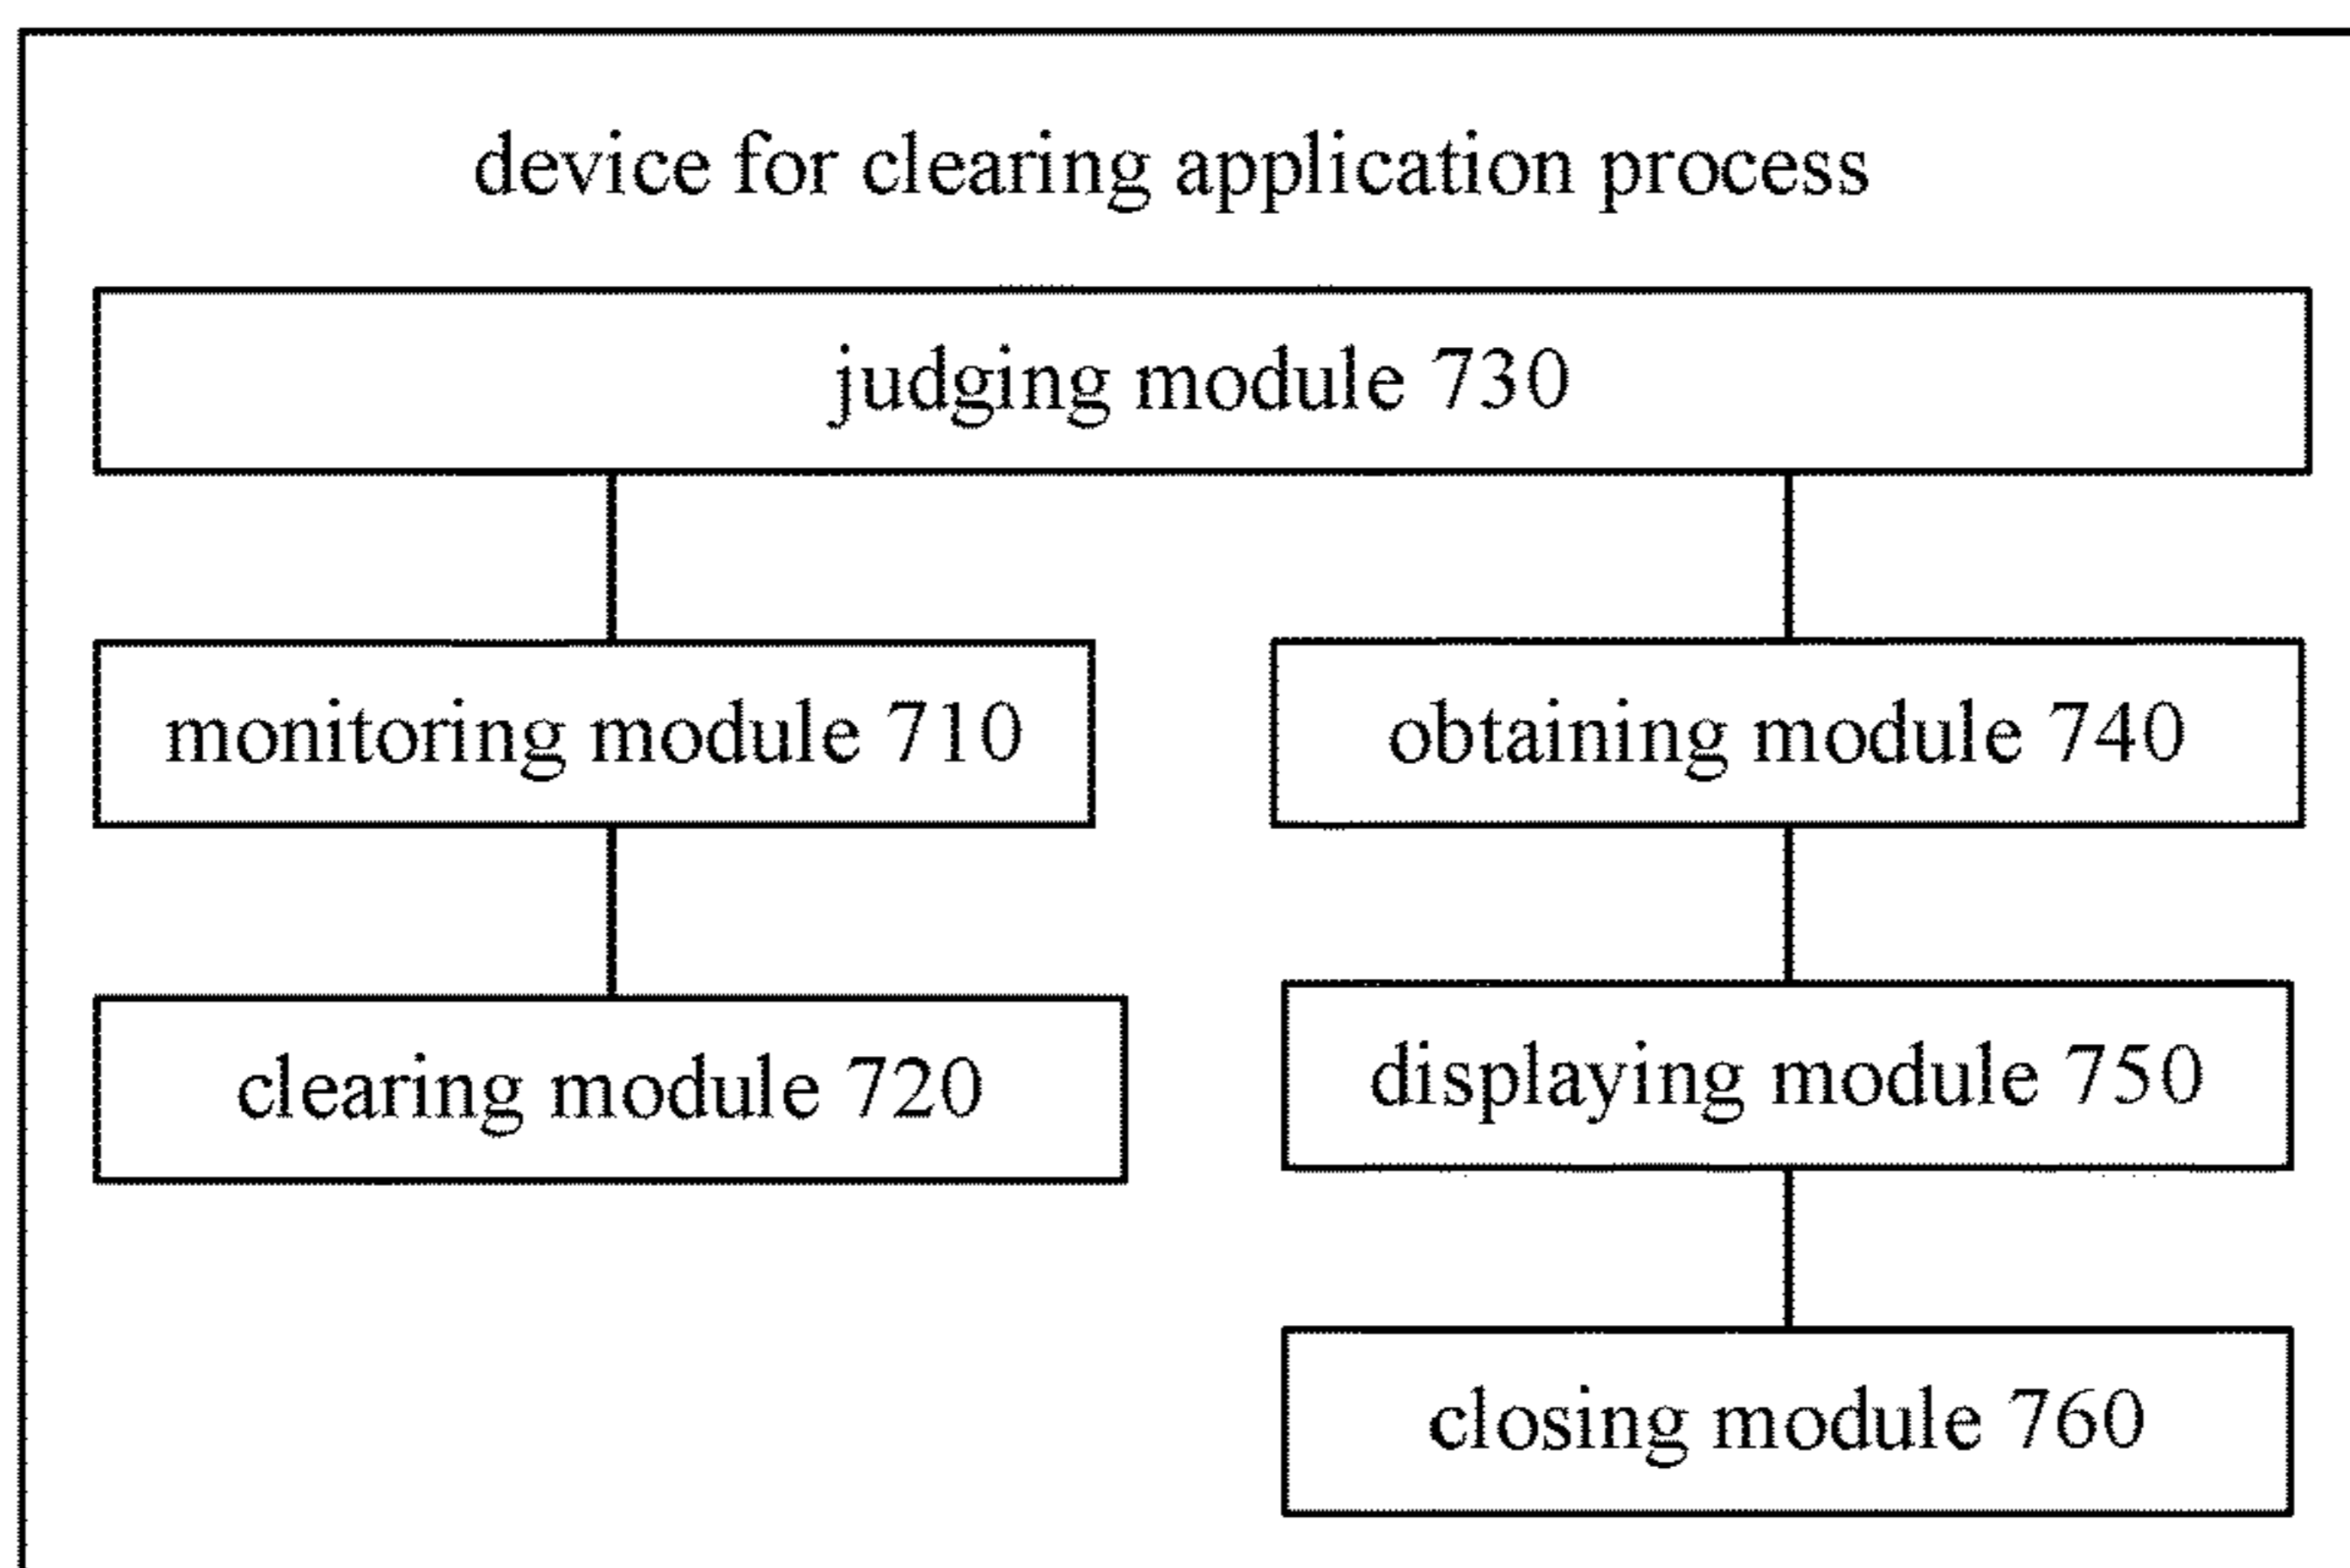 device for clearing application process
judging module 730
monitoring module 710
obtaining module 740
clearing module 720
displaying module 750
closing module 760